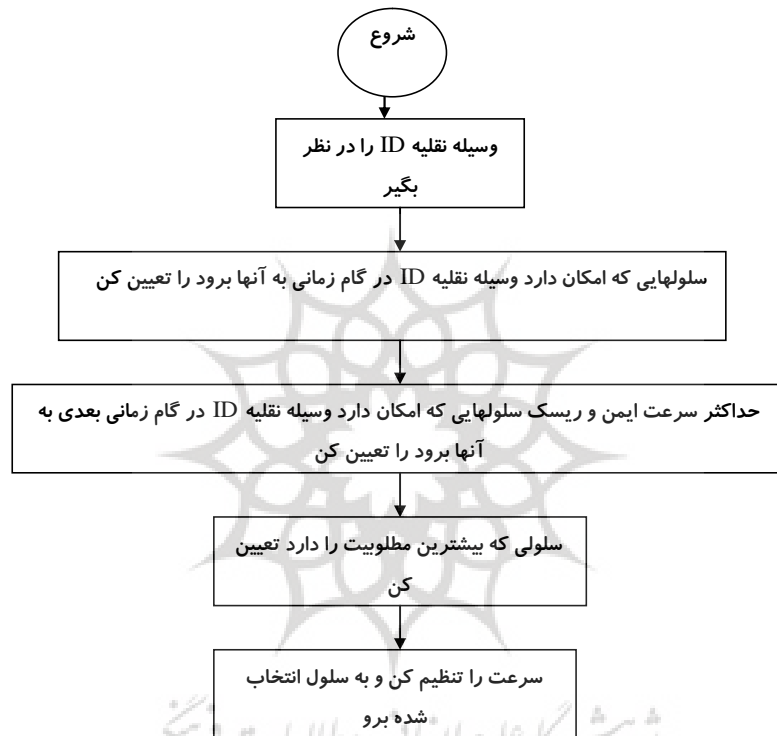 شروع
وسیله نقلیه ID را در نظر
بگیر
سلولهایی که امکان دارد وسیله نقلیه ID در گام زمانی به آنها برود را تعیین کن
حداکثر سرعت ایمن و ریسک سلولهایی که امکان دارد وسیله نقلیه ID در گام زمانی بعدی به
آنها برود را تعیین کن
سلولی که بیشترین مطلوبیت را دارد تعیین
کن
سرعت را تنظیم کن و به سلول انتخاب
شده برو